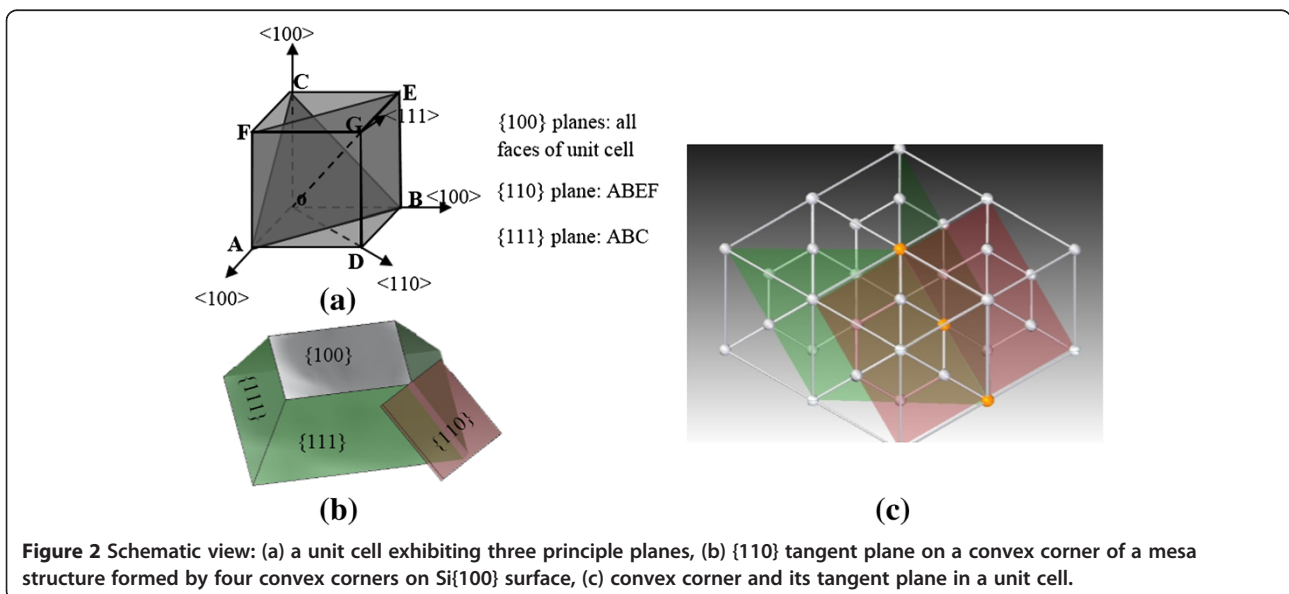 <100>
C
E
F
G
<111>
{100} planes: all
faces of unit cell
o
B
<100>
{110} plane: ABEF
{111} plane: ABC
A
D
<100>
<110>
(a)
{100}
{111}
{111}
{110}
(b)
(c)
Figure 2 Schematic view: (a) a unit cell exhibiting three principle planes, (b) {110} tangent plane on a convex corner of a mesa
structure formed by four convex corners on Si{100} surface, (c) convex corner and its tangent plane in a unit cell.